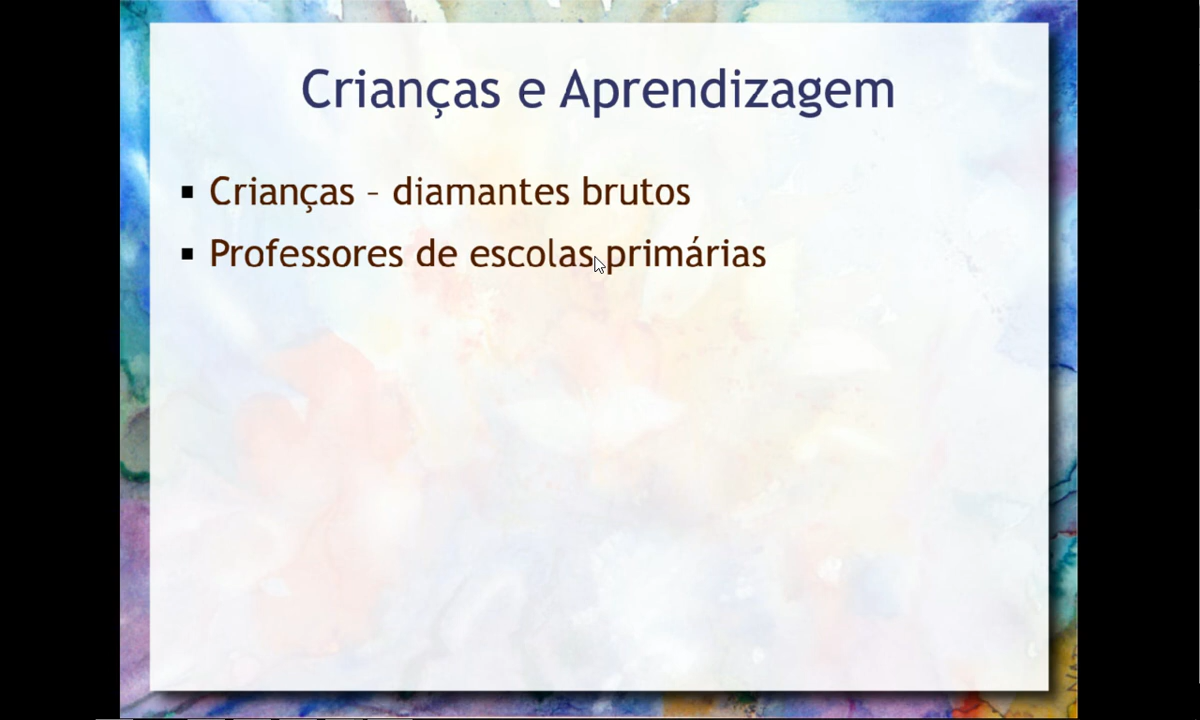 Crianças e Aprendizagem
▪ Crianças – diamantes brutos
▪ Professores de escolas primárias